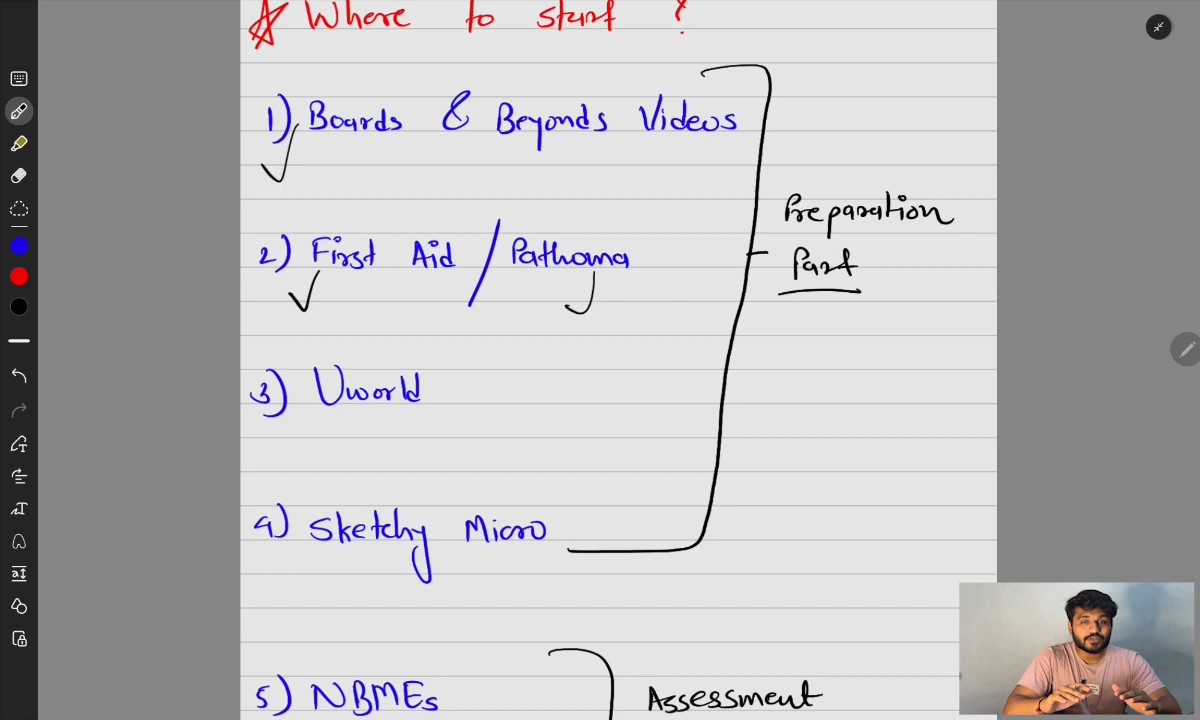 Where to start ?
1) Boards & Beyonds Videos
2) First Aid / Pathoma
Preparation
Part
3) Uworld
4) Sketchy Micro
5) NBMEs
Assessment